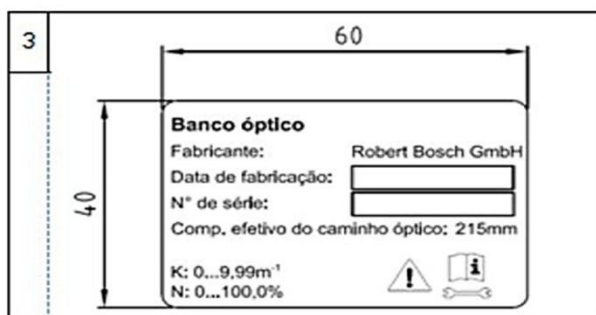 3
60
40
Banco óptico
Fabricante: Robert Bosch GmbH
Data de fabricação:
N° de série:
Comp. efetivo do caminho óptico: 215mm
K: 0...9,99m⁻¹
N: 0...100,0%